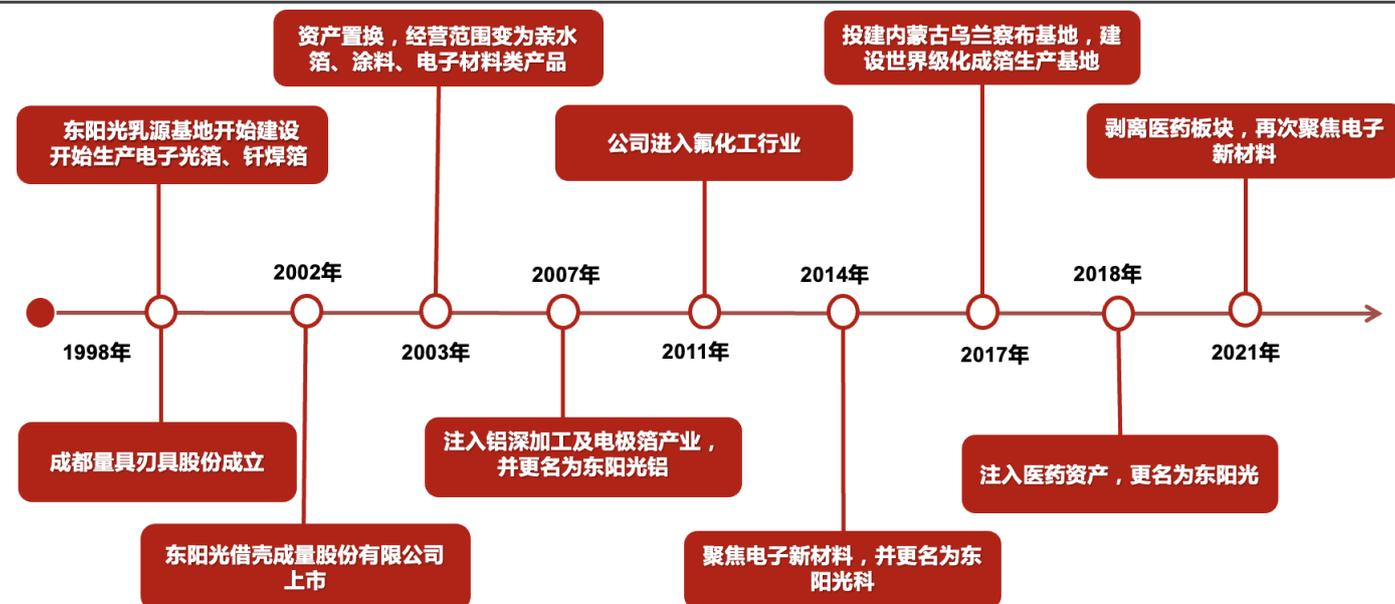 资产置换，经营范围变为亲水
箔、涂料、电子材料类产品
投建内蒙古乌兰察布基地，建
设世界级化成箔生产基地
东阳光乳源基地开始建设
开始生产电子光箔、钎焊箔
公司进入氟化工行业
剥离医药板块，再次聚焦电子
新材料
2002年
2007年
2014年
2018年
1998年
2003年
2011年
2017年
2021年
成都量具刃具股份成立
注入铝深加工及电极箔产业，
并更名为东阳光铝
注入医药资产，更名为东阳光
东阳光借壳成量股份有限公司
上市
聚焦电子新材料，并更名为东
阳光科